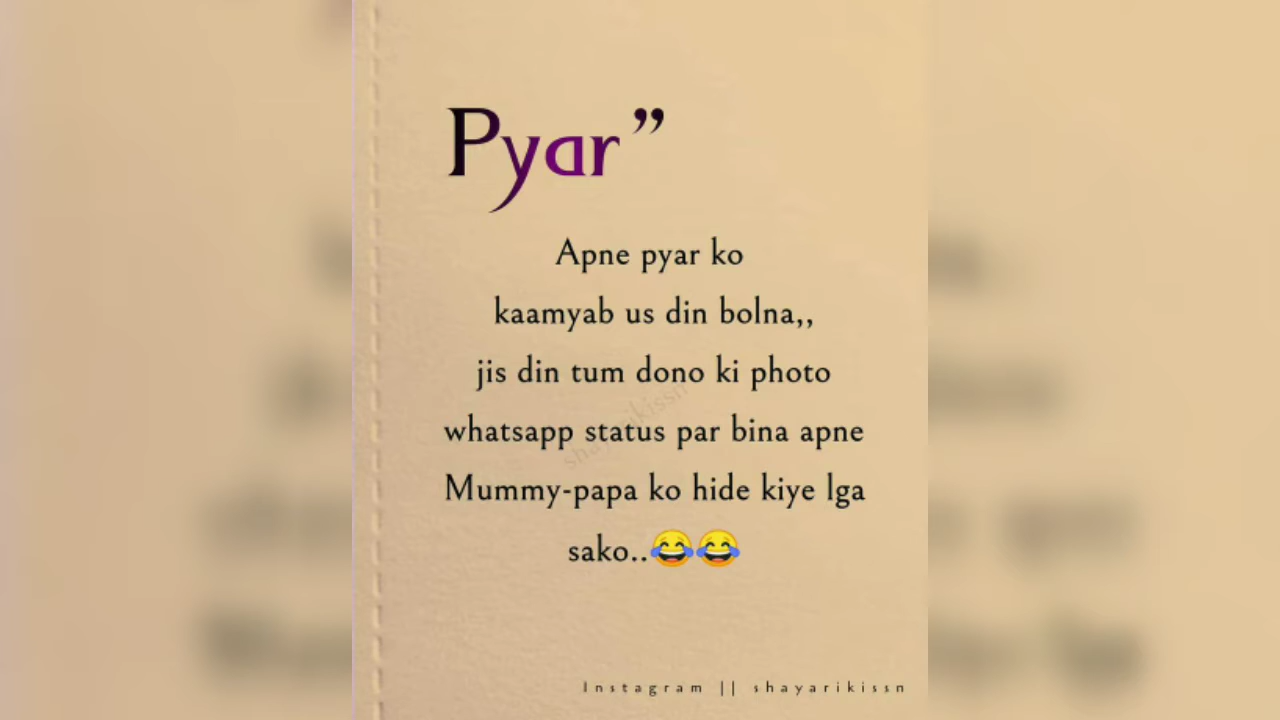 Pyar”
Apne pyar ko
kaamyab us din bolna,,
jis din tum dono ki photo
whatsapp status par bina apne
Mummy-papa ko hide kiye lga
sako..😂😂
shayarikissn
Instagram || shayarikissn